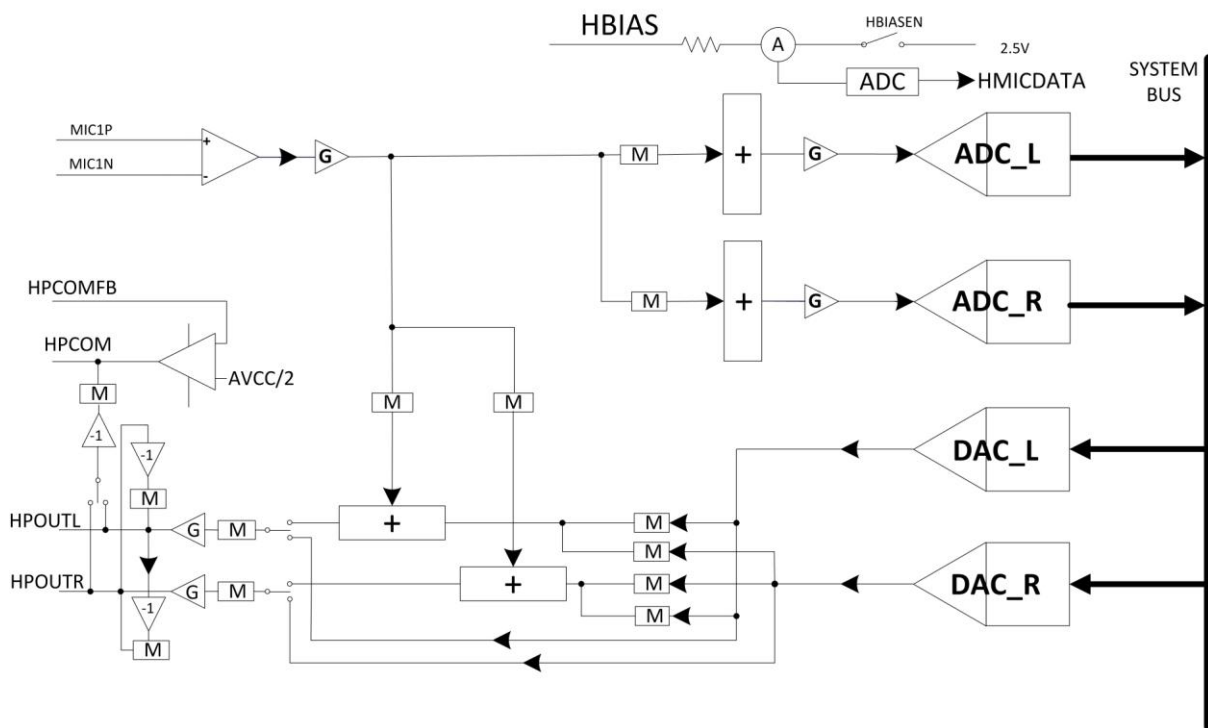 HBIAS
A
HBIASEN
2.5V
ADC
HMICDATA
SYSTEM
BUS
MIC1P
MIC1N
+
-
G
M
+
G
ADC_L
M
+
G
ADC_R
HPCOMFB
HPCOM
AVCC/2
M
-1
M
M
-1
M
DAC_L
HPOUTL
G
M
+
M
M
HPOUTR
G
M
+
M
M
DAC_R
-1
M